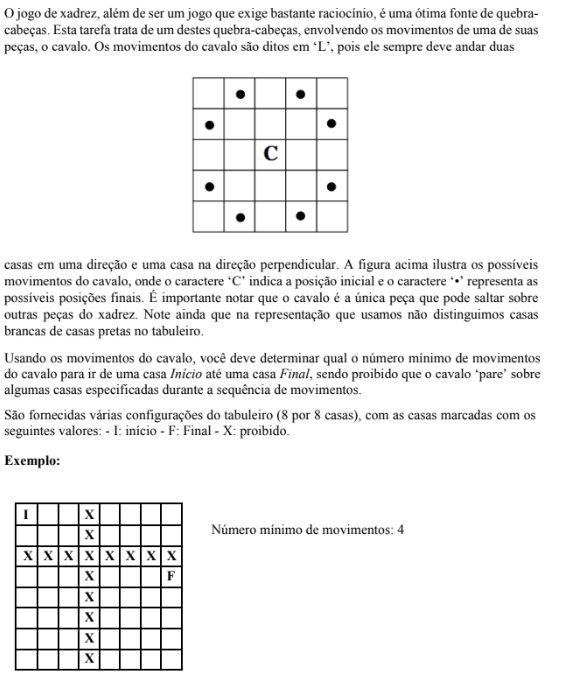 O jogo de xadrez, além de ser um jogo que exige bastante raciocínio, é uma ótima fonte de quebra-
cabeças. Esta tarefa trata de um destes quebra-cabeças, envolvendo os movimentos de uma de suas
peças, o cavalo. Os movimentos do cavalo são ditos em ‘L’, pois ele sempre deve andar duas
C
casas em uma direção e uma casa na direção perpendicular. A figura acima ilustra os possíveis
movimentos do cavalo, onde o caractere ‘C’ indica a posição inicial e o caractere ‘•’ representa as
possíveis posições finais. É importante notar que o cavalo é a única peça que pode saltar sobre
outras peças do xadrez. Note ainda que na representação que usamos não distinguimos casas
brancas de casas pretas no tabuleiro.
Usando os movimentos do cavalo, você deve determinar qual o número mínimo de movimentos
do cavalo para ir de uma casa Início até uma casa Final, sendo proibido que o cavalo ‘pare’ sobre
algumas casas especificadas durante a sequência de movimentos.
São fornecidas várias configurações do tabuleiro (8 por 8 casas), com as casas marcadas com os
seguintes valores: - I: início - F: Final - X: proibido.
Exemplo:
I X
Número mínimo de movimentos: 4
X
X X X X X X X X
X F
X
X
X
X